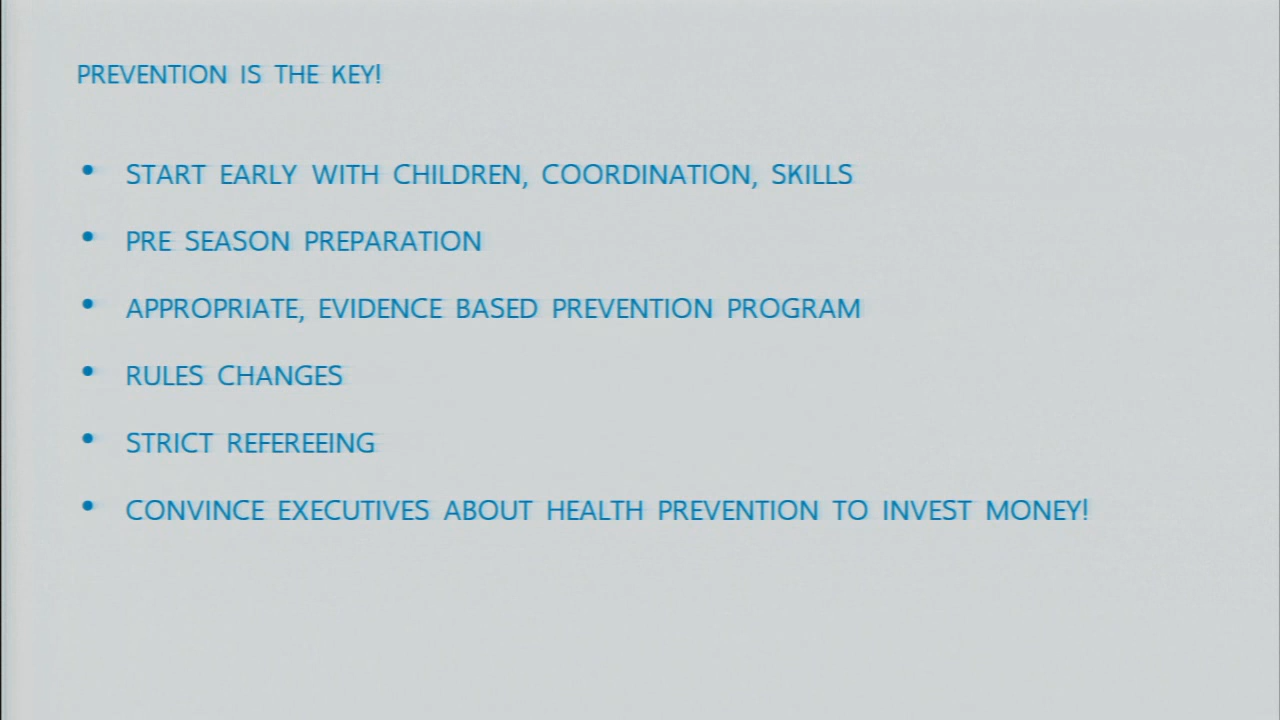 PREVENTION IS THE KEY!
• START EARLY WITH CHILDREN, COORDINATION, SKILLS
• PRE SEASON PREPARATION
• APPROPRIATE, EVIDENCE BASED PREVENTION PROGRAM
• RULES CHANGES
• STRICT REFEREEING
• CONVINCE EXECUTIVES ABOUT HEALTH PREVENTION TO INVEST MONEY!